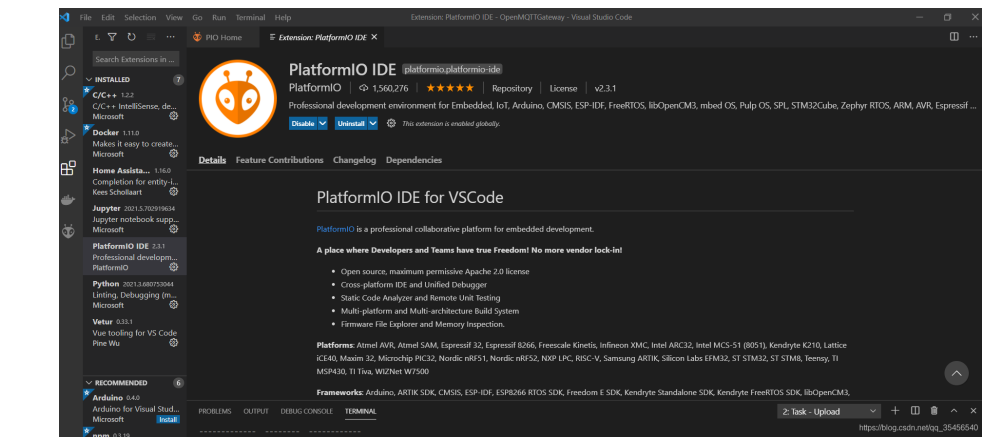 File Edit Selection View Go Run Terminal Help
Extension: PlatformIO IDE - OpenMQTTGateway - Visual Studio Code
E.
PIO Home
Extension: PlatformIO IDE
Search Extensions in ...
INSTALLED 7
C/C++ 1.2.2
C/C++ IntelliSense, de...
Microsoft
Docker 1.11.0
Makes it easy to create...
Microsoft
Home Assista... 1.16.0
Completion for entity-i...
Kees Schollaart
Jupyter 2021.5.702919634
Jupyter notebook supp...
Microsoft
PlatformIO IDE 2.3.1
Professional developm...
PlatformIO
Python 2021.3.680753044
Linting, Debugging (m...
Microsoft
Vetur 0.33.1
Vue tooling for VS Code
Pine Wu
RECOMMENDED 6
Arduino 0.4.0
Arduino for Visual Stud...
Microsoft Install
npm 0.3.19
2
PlatformIO IDE platformio.platformio-ide
PlatformIO 1,560,276 ★★★★★ Repository License v2.3.1
Professional development environment for Embedded, IoT, Arduino, CMSIS, ESP-IDF, FreeRTOS, libOpenCM3, mbed OS, Pulp OS, SPL, STM32Cube, Zephyr RTOS, ARM, AVR, Espressif ...
Disable Uninstall This extension is enabled globally.
Details Feature Contributions Changelog Dependencies
PlatformIO IDE for VSCode
PlatformIO is a professional collaborative platform for embedded development.
A place where Developers and Teams have true Freedom! No more vendor lock-in!
• Open source, maximum permissive Apache 2.0 license
• Cross-platform IDE and Unified Debugger
• Static Code Analyzer and Remote Unit Testing
• Multi-platform and Multi-architecture Build System
• Firmware File Explorer and Memory Inspection.
Platforms: Atmel AVR, Atmel SAM, Espressif 32, Espressif 8266, Freescale Kinetis, Infineon XMC, Intel ARC32, Intel MCS-51 (8051), Kendryte K210, Lattice
iCE40, Maxim 32, Microchip PIC32, Nordic nRF51, Nordic nRF52, NXP LPC, RISC-V, Samsung ARTIK, Silicon Labs EFM32, ST STM32, ST STM8, Teensy, TI
MSP430, TI Tiva, WIZNet W7500
Frameworks: Arduino, ARTIK SDK, CMSIS, ESP-IDF, ESP8266 RTOS SDK, Freedom E SDK, Kendryte Standalone SDK, Kendryte FreeRTOS SDK, libOpenCM3,
PROBLEMS OUTPUT DEBUG CONSOLE TERMINAL
2: Task - Upload
------------- -------- ------------
https://blog.csdn.net/qq_35456540